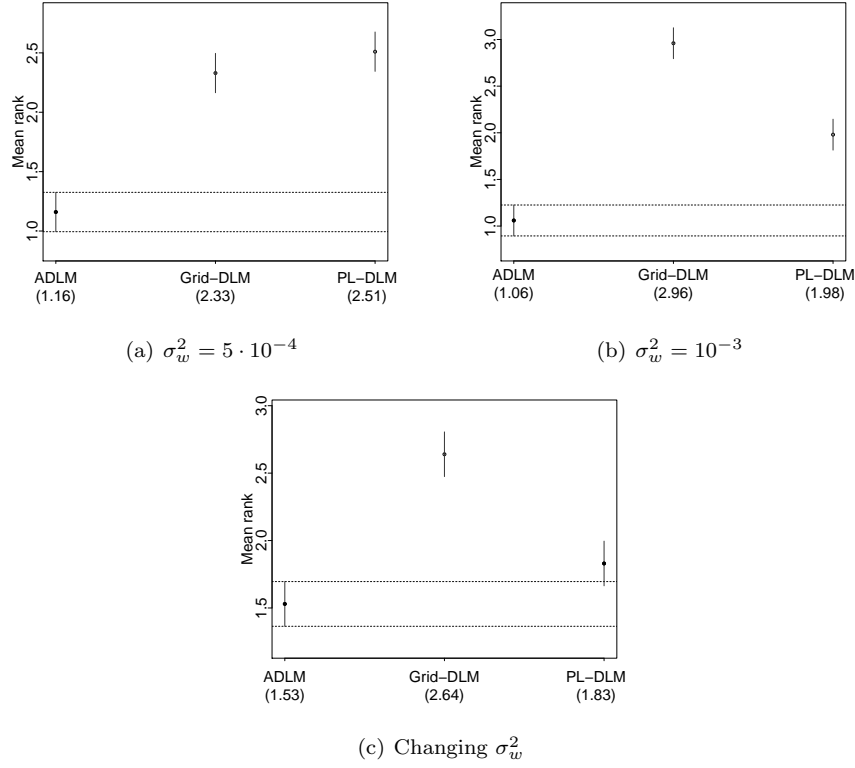 Mean rank
2.5
2.0
1.5
1.0
ADLM Grid-DLM PL-DLM
(1.16) (2.33) (2.51)
(a) σ²_w = 5 · 10⁻⁴
Mean rank
3.0
2.5
2.0
1.5
1.0
ADLM Grid-DLM PL-DLM
(1.06) (2.96) (1.98)
(b) σ²_w = 10⁻³
Mean rank
3.0
2.5
2.0
1.5
ADLM Grid-DLM PL-DLM
(1.53) (2.64) (1.83)
(c) Changing σ²_w